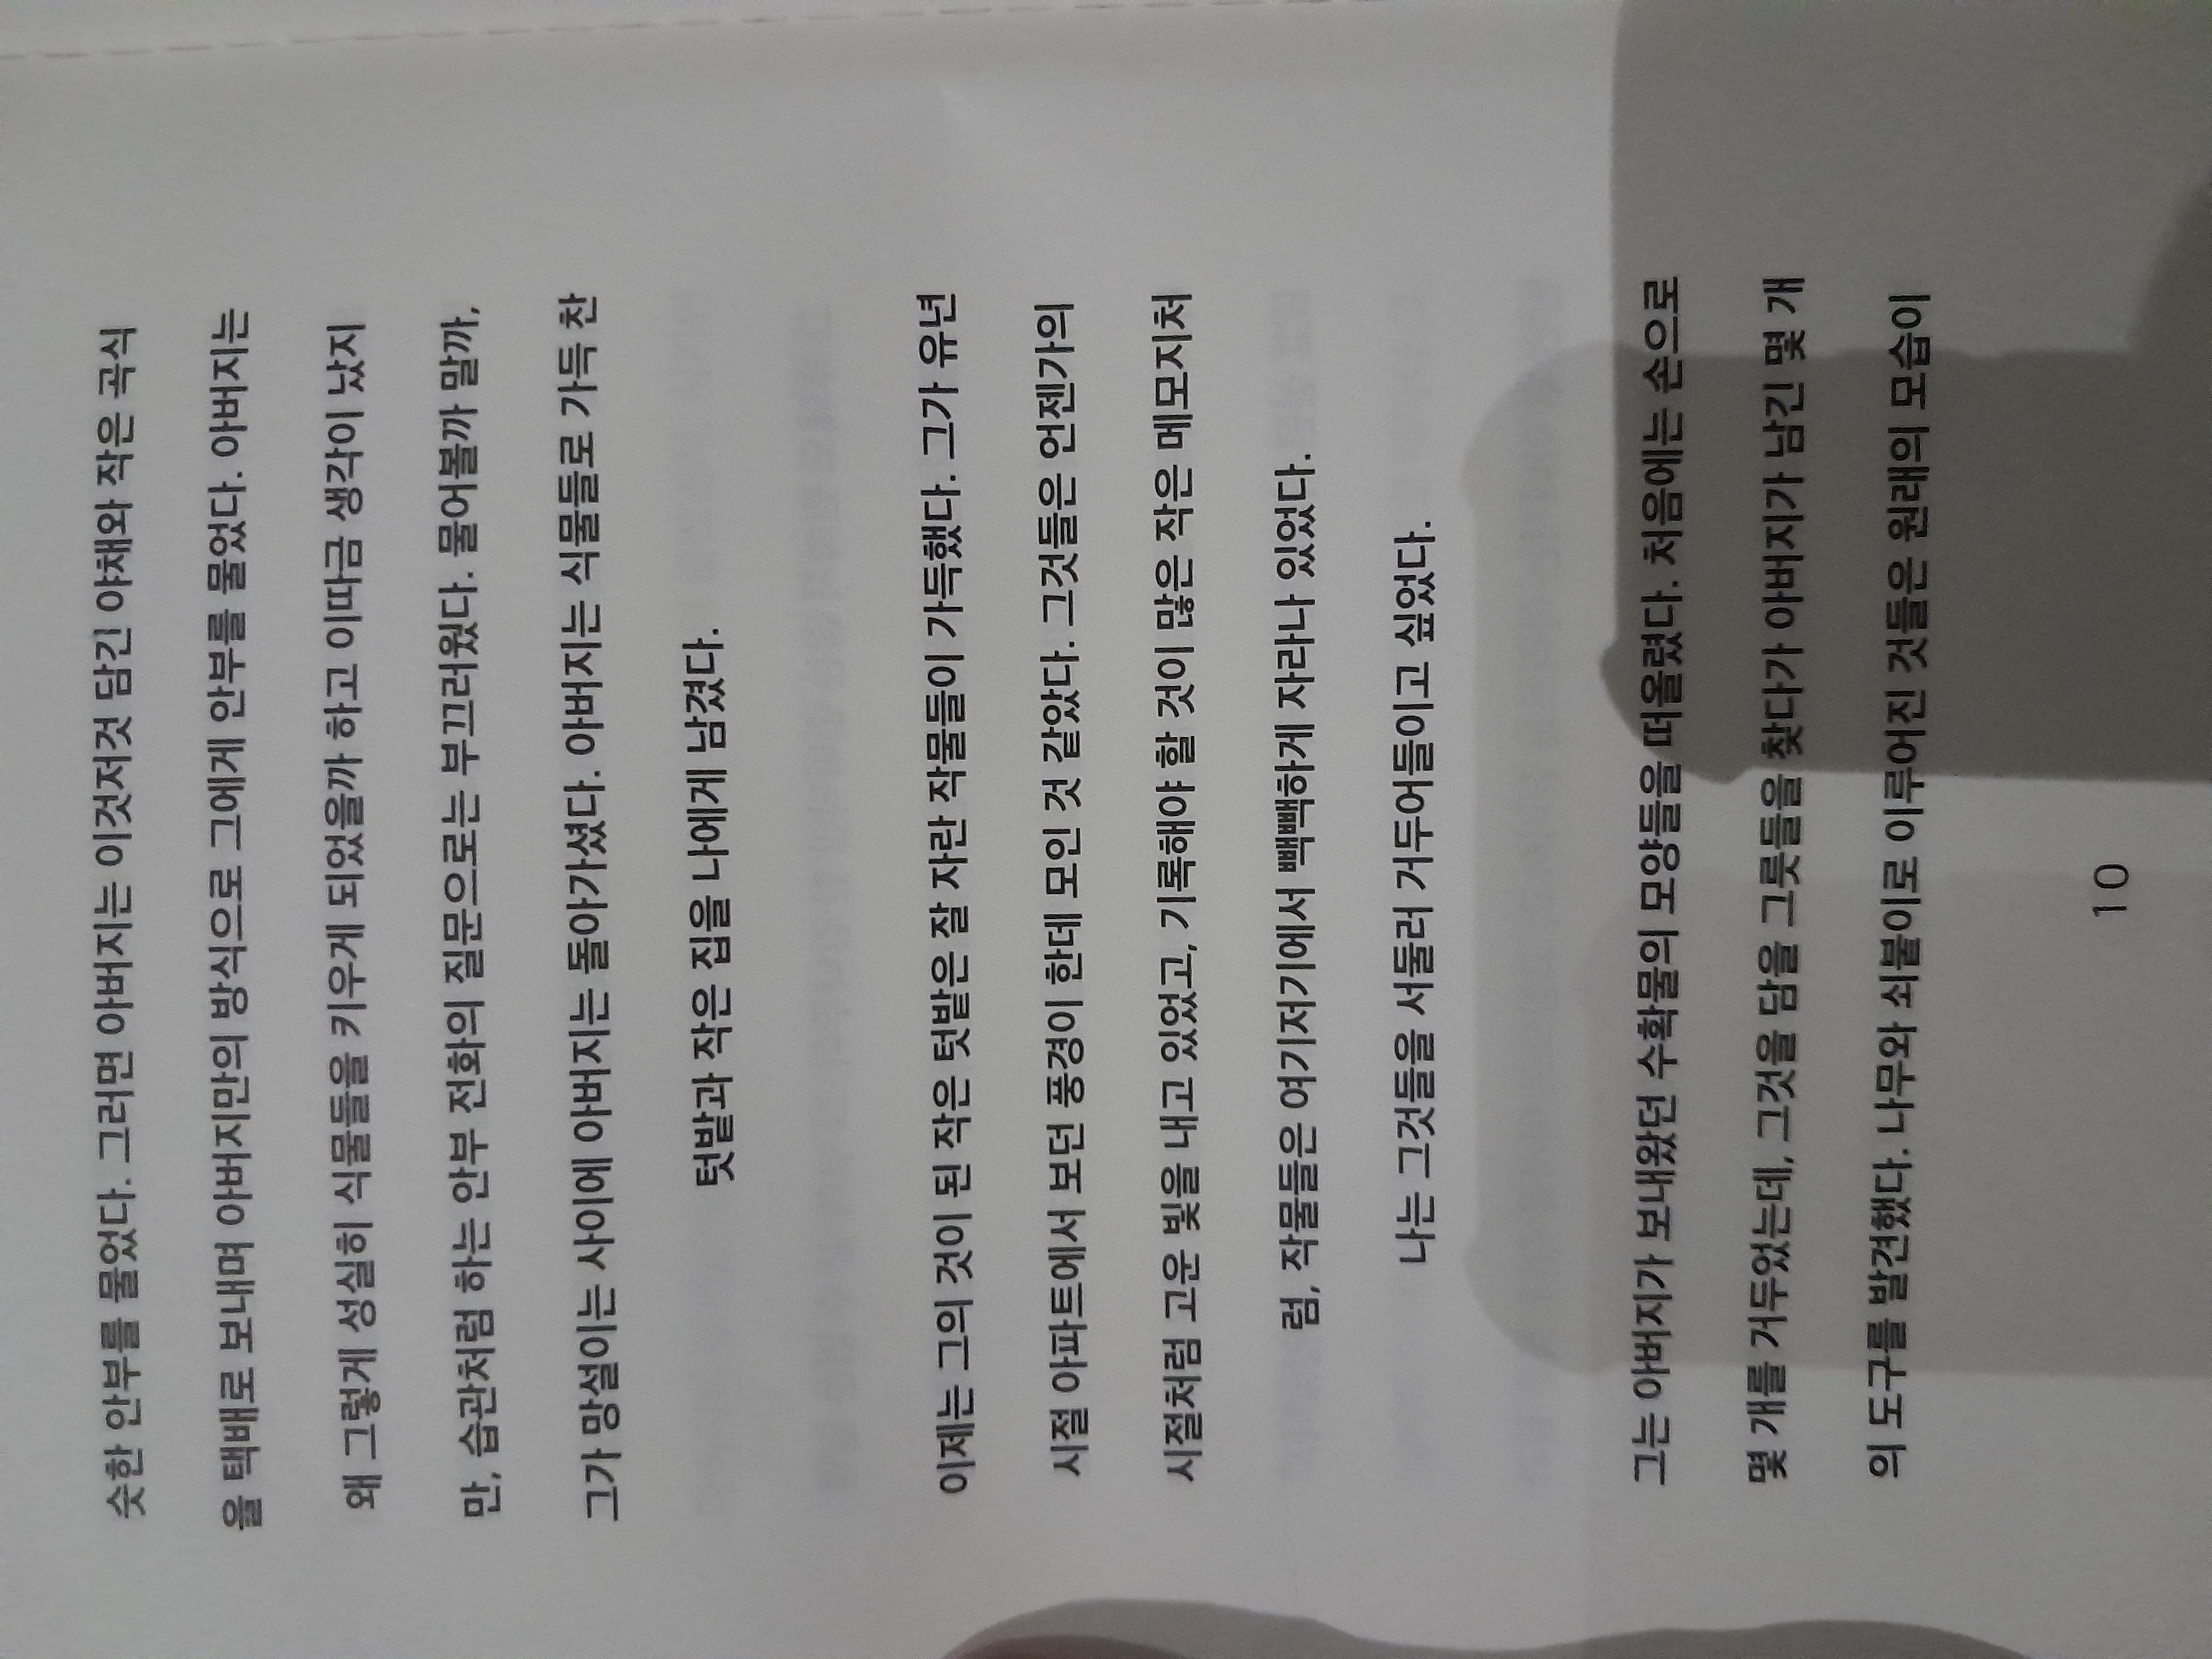 슷한 안부를 물었다. 그러면 아버지는 이것저것 담긴 야채와 작은 곡식
을 택배로 보내며 아버지만의 방식으로 그에게 안부를 물었다. 아버지는
왜 그렇게 성실히 식물들을 키우게 되었을까 하고 이따금 생각이 났지
만, 습관처럼 하는 안부 전화의 질문으로는 부끄러웠다. 물어볼까 말까,
그가 망설이는 사이에 아버지는 돌아가셨다. 아버지는 식물들로 가득 찬
텃밭과 작은 집을 나에게 남겼다.
이제는 그의 것이 된 작은 텃밭은 잘 자란 작물들이 가득했다. 그가 유년
시절 아파트에서 보던 풍경이 한데 모인 것 같았다. 그것들은 언젠가의
시절처럼 고운 빛을 내고 있었고, 기록해야 할 것이 많은 작은 메모지처
럼, 작물들은 여기저기에서 빽빽하게 자라나 있었다.
나는 그것들을 서둘러 거두어들이고 싶었다.
그는 아버지가 보내왔던 수확물의 모양들을 떠올렸다. 처음에는 손으로
몇 개를 거두었는데, 그것을 담을 그릇들을 찾다가 아버지가 남긴 몇 개
의 도구를 발견했다. 나무와 쇠붙이로 이루어진 것들은 원래의 모습이
10